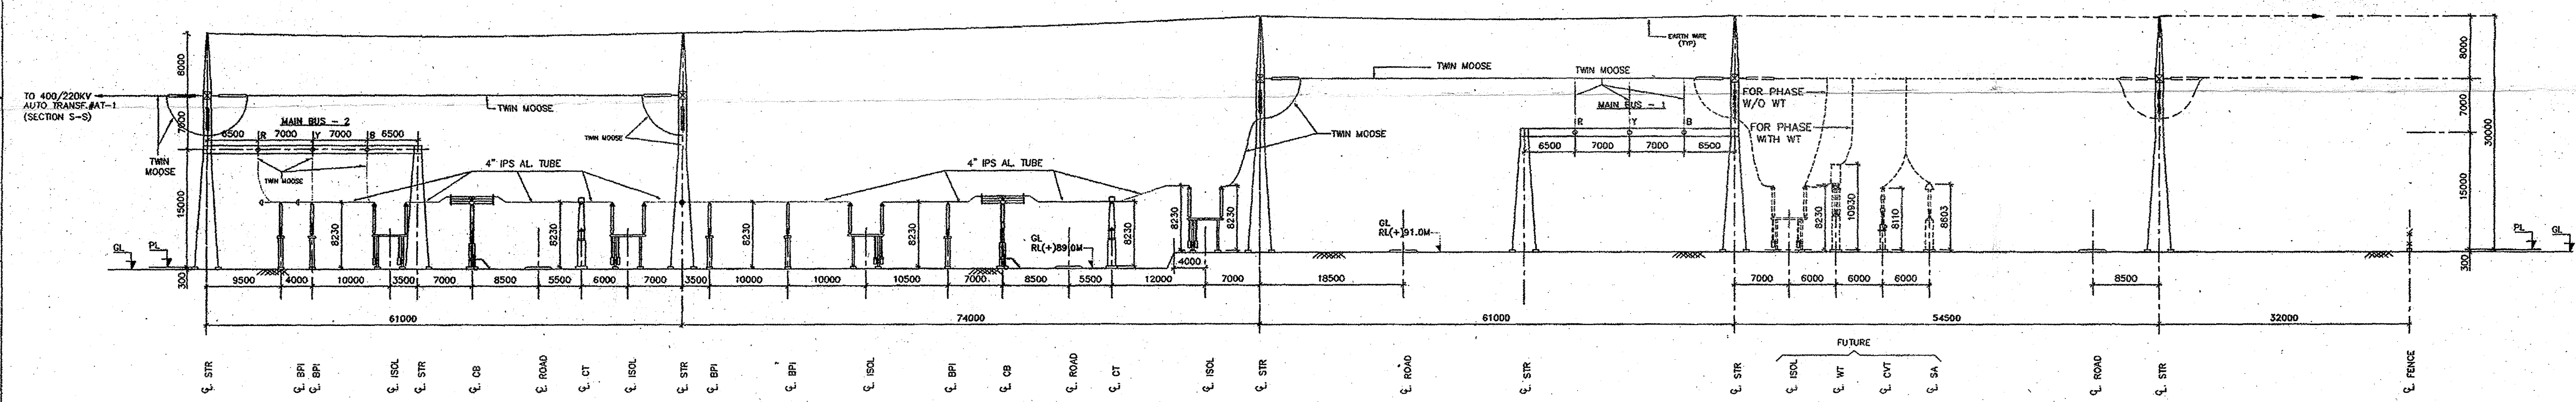 EARTH WIRE
(TYP)
6000
8000
TO 400/220KV
AUTO TRANSF.#AT-1
(SECTION S-S)
TWIN MOOSE
TWIN MOOSE
TWIN MOOSE
FOR PHASE
W/O WT
MAIN BUS - 1
7000
30000
MAIN BUS - 2
6500 R 7000 Y 7000 B 6500
TWIN MOOSE
TWIN MOOSE
R Y B
FOR PHASE
WITH WT
TWIN
MOOSE
TWIN MOOSE
4" IPS AL. TUBE
4" IPS AL. TUBE
6500 7000 7000 6500
15000
8230
8230
8230
8230
8230
8230
8230
8230
10930
8110
8603
15000
GL
PL
GL
RL(+)89.0M
GL
RL(+)91.0M
PL
GL
300
4000
300
9500 4000 10000 3500 7000 8500 5500 6000 7000 3500 10000 10000 10500 7000 8500 5500 12000 7000 18500 7000 6000 6000 6000 8500
61000 74000 61000 54500 32000
FUTURE
℄ STR
℄ BPI
℄ BPI
℄ ISOL
℄ STR
℄ CB
℄ ROAD
℄ CT
℄ ISOL
℄ STR
℄ BPI
℄ BPI
℄ ISOL
℄ BPI
℄ CB
℄ ROAD
℄ CT
℄ ISOL
℄ STR
℄ ROAD
℄ STR
℄ STR
℄ ISOL
℄ WT
℄ CVT
℄ SA
℄ ROAD
℄ STR
℄ FENCE